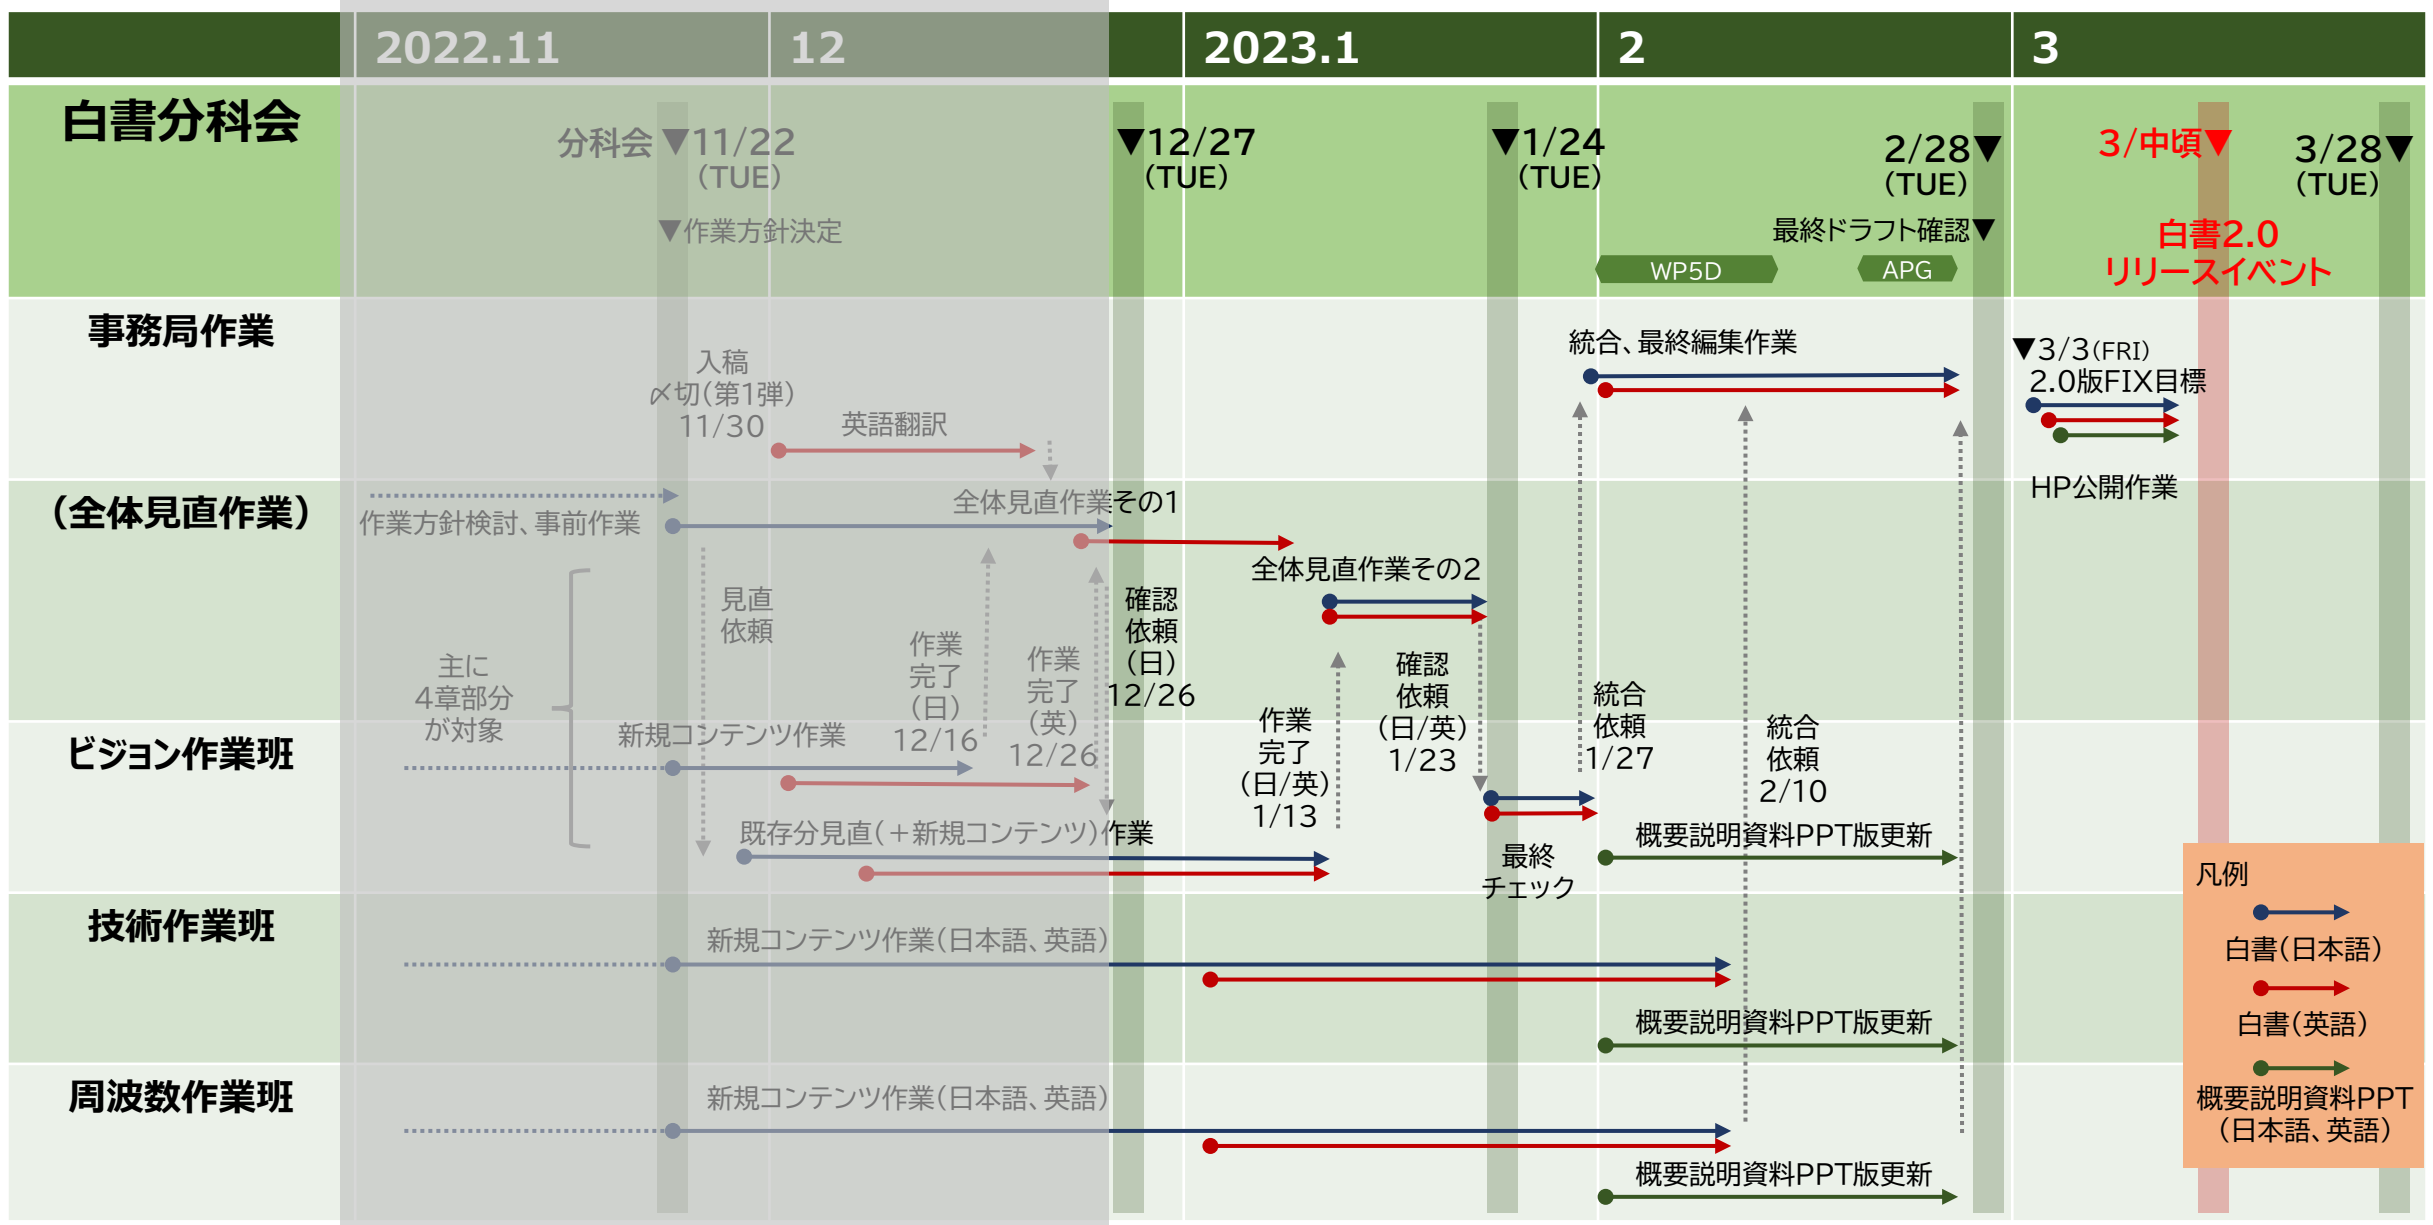 2022.11
12
2023.1
2
3
白書分科会
分科会▼11/22
(TUE)
▼作業方針決定
▼12/27
(TUE)
▼1/24
(TUE)
2/28▼
(TUE)
最終ドラフト確認▼
WP5D
APG
3/中頃▼
白書2.0
リリースイベント
3/28▼
(TUE)
事務局作業
入稿
〆切(第1弾)
11/30
英語翻訳
統合、最終編集作業
▼3/3(FRI)
2.0版FIX目標
HP公開作業
(全体見直作業)
作業方針検討、事前作業
全体見直作業その1
全体見直作業その2
主に
4章部分
が対象
見直
依頼
作業
完了
(日)
12/16
作業
完了
(英)
12/26
確認
依頼
(日)
12/26
作業
完了
(日/英)
1/13
確認
依頼
(日/英)
1/23
統合
依頼
1/27
統合
依頼
2/10
ビジョン作業班
新規コンテンツ作業
既存分見直(+新規コンテンツ)作業
最終
チェック
概要説明資料PPT版更新
技術作業班
新規コンテンツ作業(日本語、英語)
概要説明資料PPT版更新
周波数作業班
新規コンテンツ作業(日本語、英語)
概要説明資料PPT版更新
凡例
白書(日本語)
白書(英語)
概要説明資料PPT
(日本語、英語)